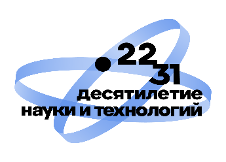 22
31
десятилетие
науки и технологий